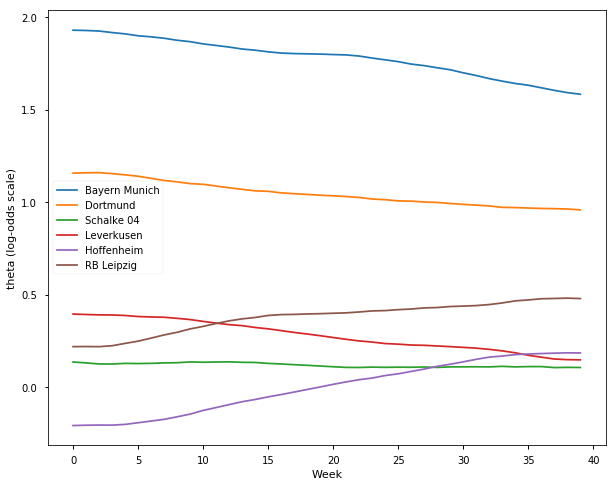 2.0
1.5
1.0
0.5
0.0
theta (log-odds scale)
Bayern Munich
Dortmund
Schalke 04
Leverkusen
Hoffenheim
RB Leipzig
0 5 10 15 20 25 30 35 40
Week